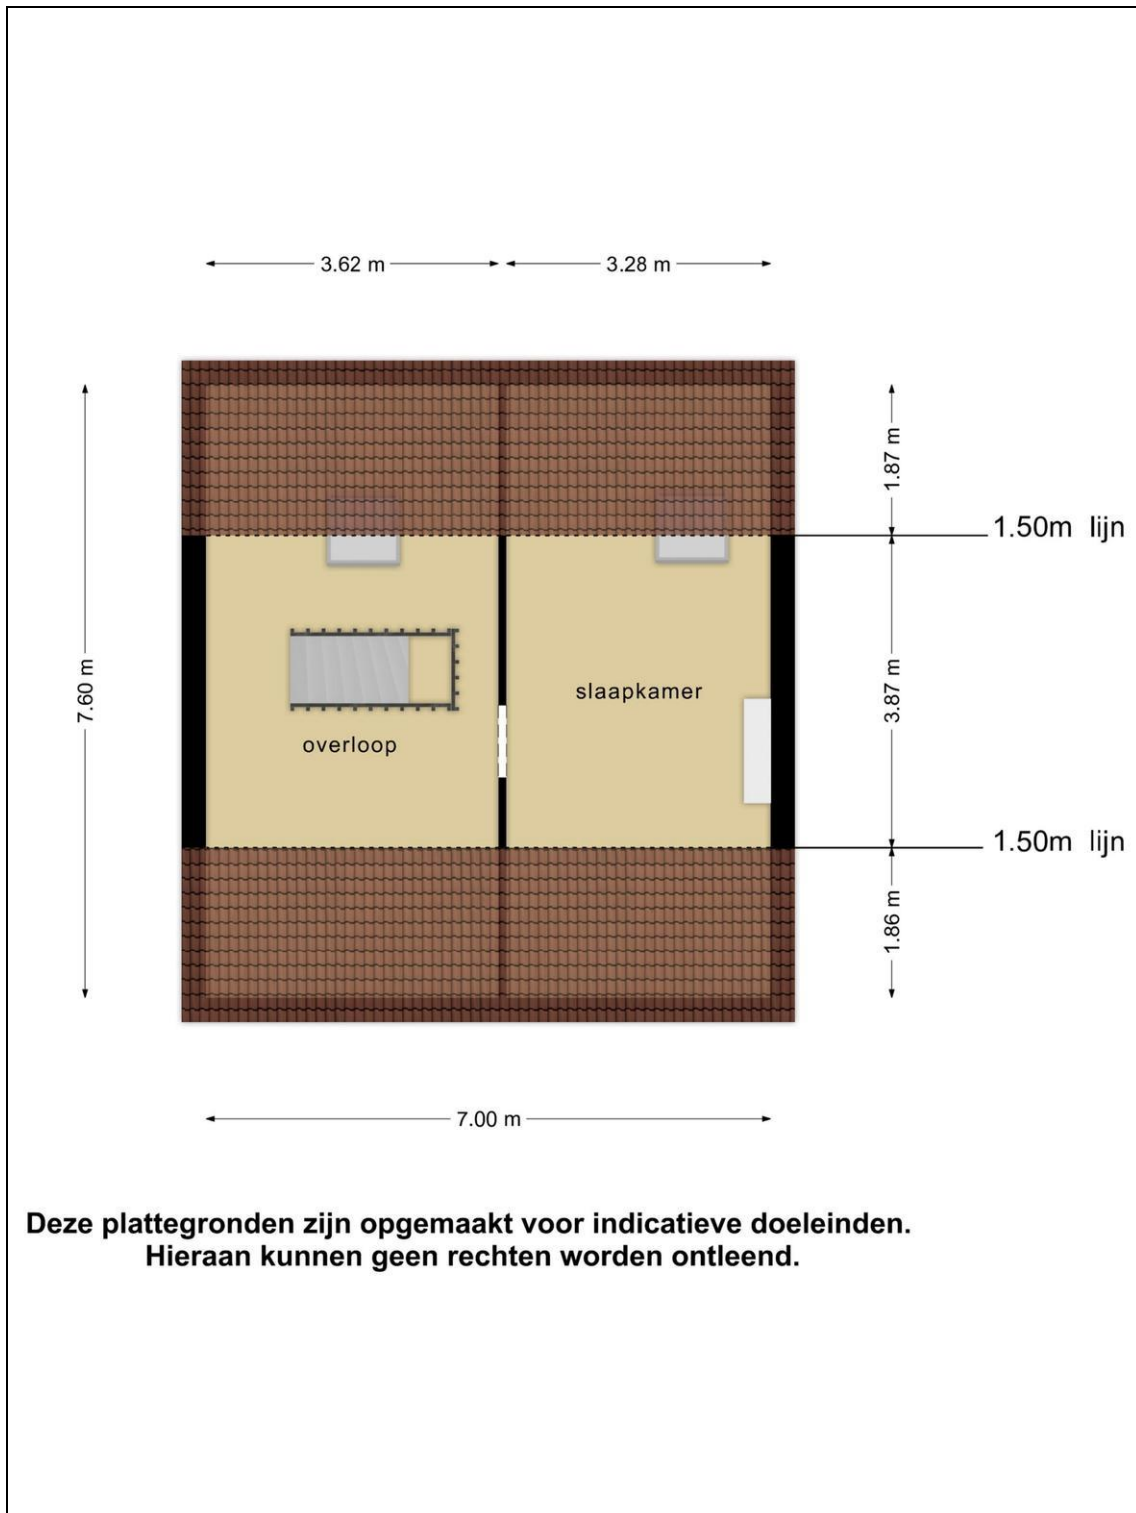 3.62 m
3.28 m
1.87 m
1.50m lijn
7.60 m
slaapkamer
3.87 m
overloop
1.50m lijn
1.86 m
7.00 m
Deze plattegronden zijn opgemaakt voor indicatieve doeleinden.
Hieraan kunnen geen rechten worden ontleend.